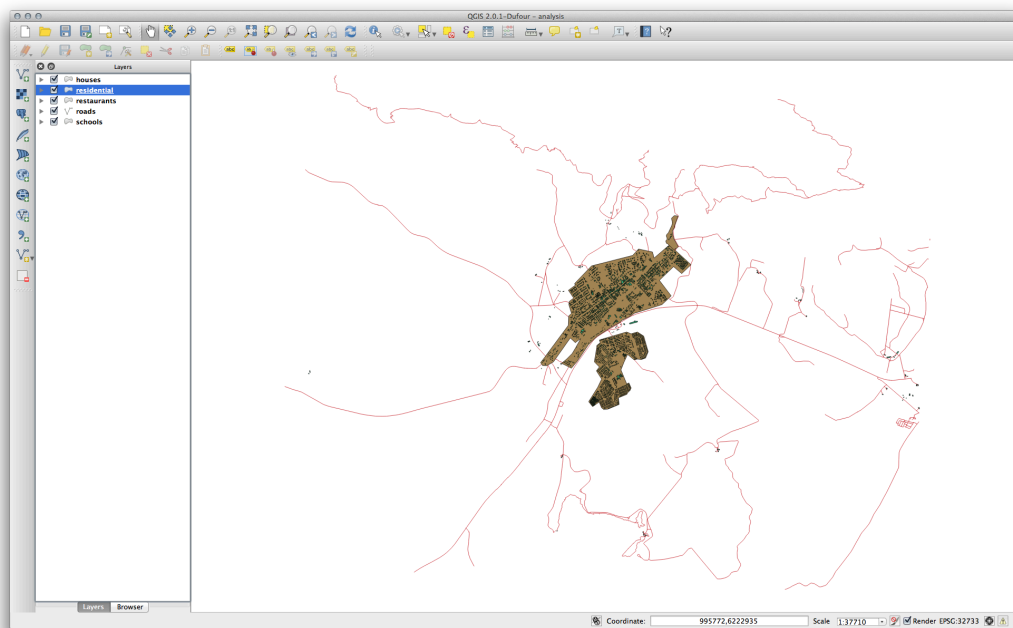 QGIS 2.0.1-Dufour - analysis
Layers
houses
residential
restaurants
roads
schools
Layers Browser
Coordinate: 995772,6222935 Scale 1:37710 Render EPSG:32733